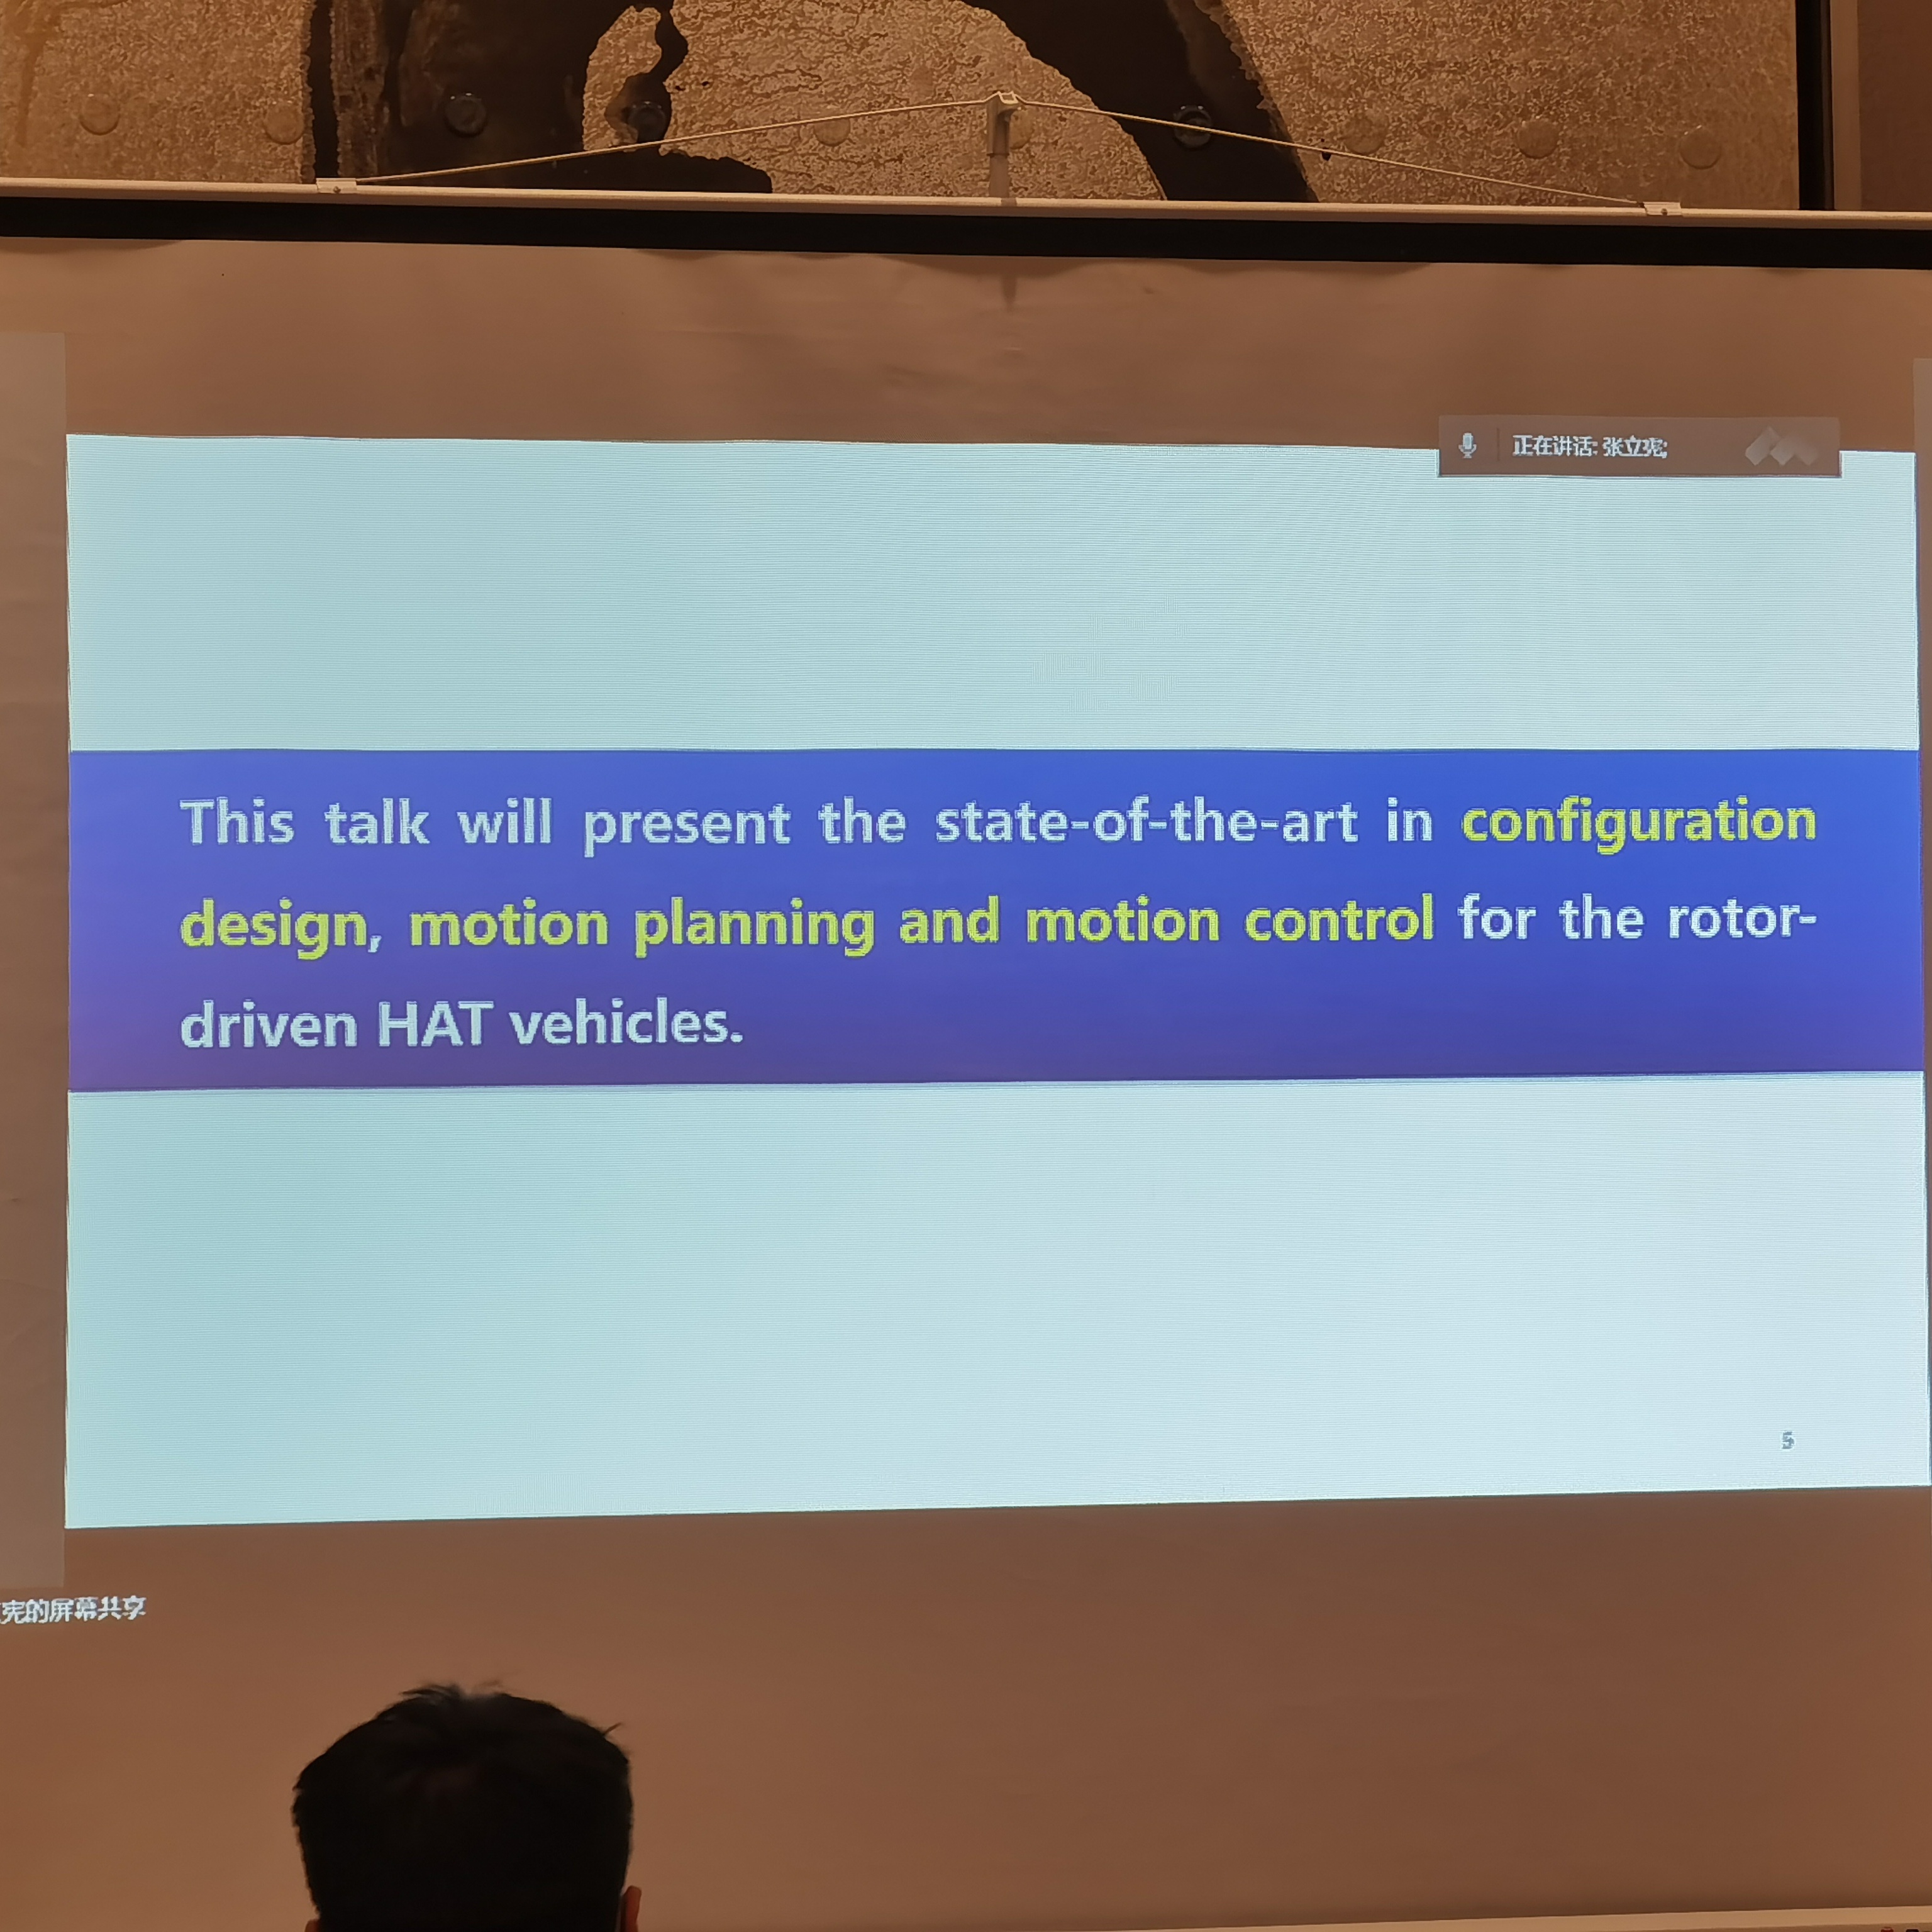 正在讲话: 张立宪;
This talk will present the state-of-the-art in configuration
design, motion planning and motion control for the rotor-
driven HAT vehicles.
5
宪的屏幕共享